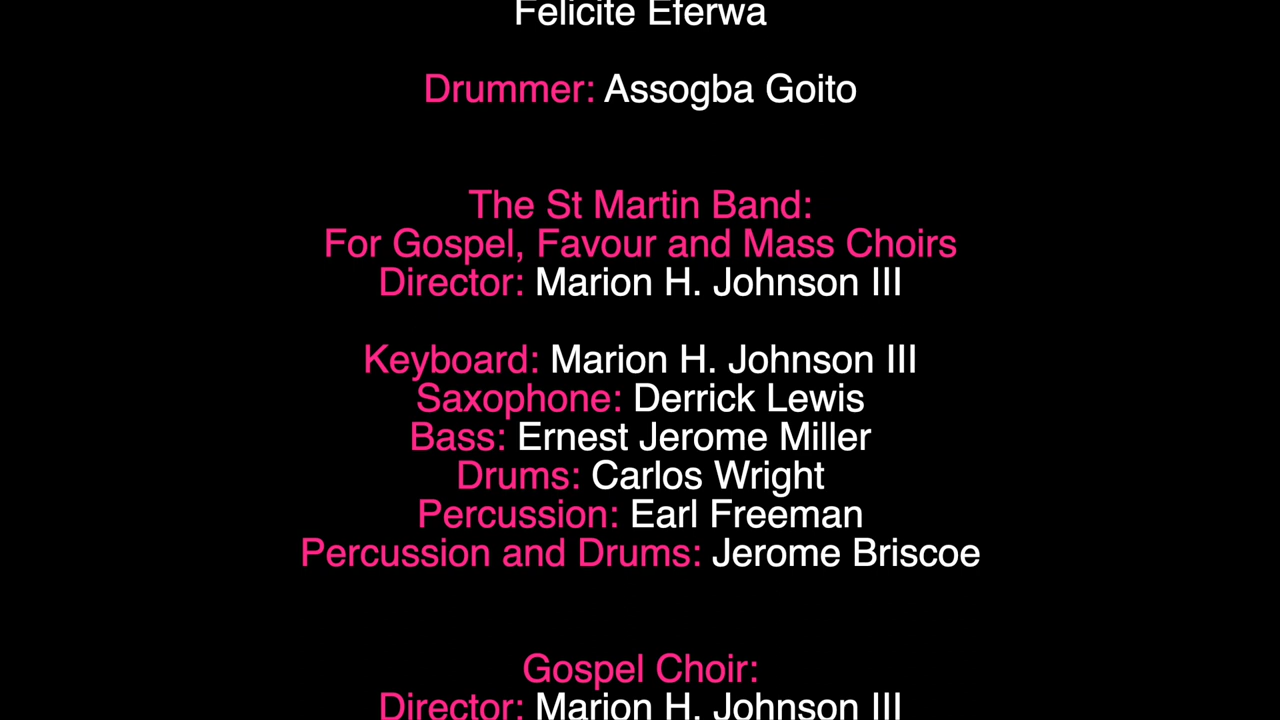 Felicite Eferwa
Drummer: Assogba Goito
The St Martin Band:
For Gospel, Favour and Mass Choirs
Director: Marion H. Johnson III
Keyboard: Marion H. Johnson III
Saxophone: Derrick Lewis
Bass: Ernest Jerome Miller
Drums: Carlos Wright
Percussion: Earl Freeman
Percussion and Drums: Jerome Briscoe
Gospel Choir:
Director: Marion H. Johnson III